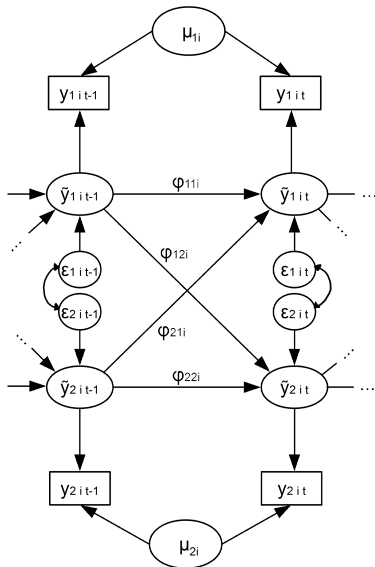 μ1i
y1 i t-1 y1 i t
ỹ1 i t-1 φ11i ỹ1 i t ...
... φ12i ...
ε1 i t-1 ε1 i t
ε2 i t-1 ε2 i t
... φ21i ...
ỹ2 i t-1 φ22i ỹ2 i t ...
y2 i t-1 y2 i t
μ2i